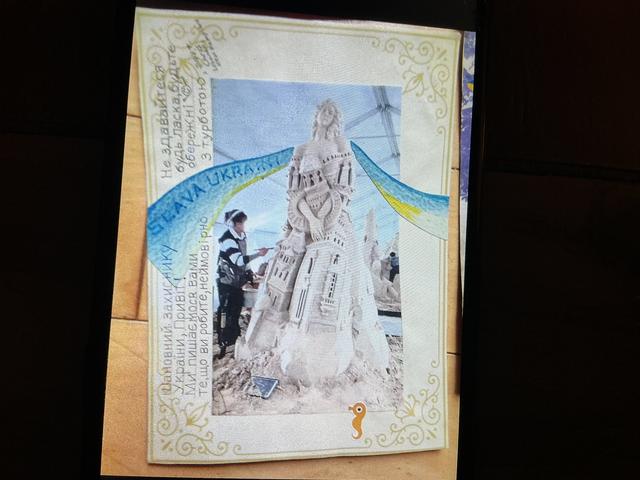 SLAVA UKRAINI
Шановний захиснику
України, Привіт!
Ми пишаємося вами
те, що ви робите, неймовірно
Не здавайтеся
будь ласка, будьте
обережні
з турботою,